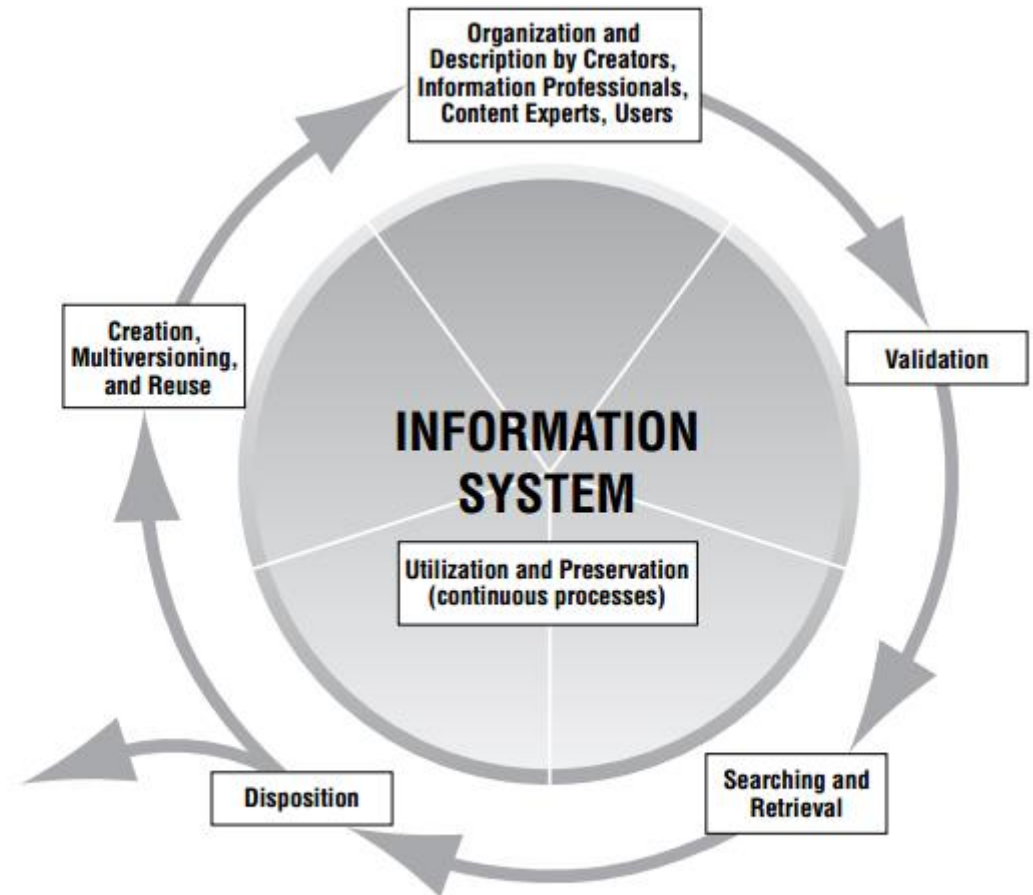 Organization and
Description by Creators,
Information Professionals,
Content Experts, Users
Creation,
Multiversioning,
and Reuse
Validation
INFORMATION
SYSTEM
Utilization and Preservation
(continuous processes)
Searching and
Retrieval
Disposition